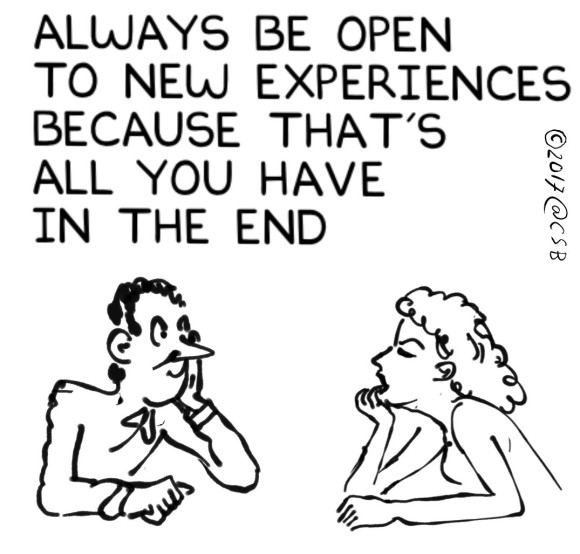 ALWAYS BE OPEN
TO NEW EXPERIENCES
BECAUSE THAT'S
ALL YOU HAVE
IN THE END
©2017@CSB